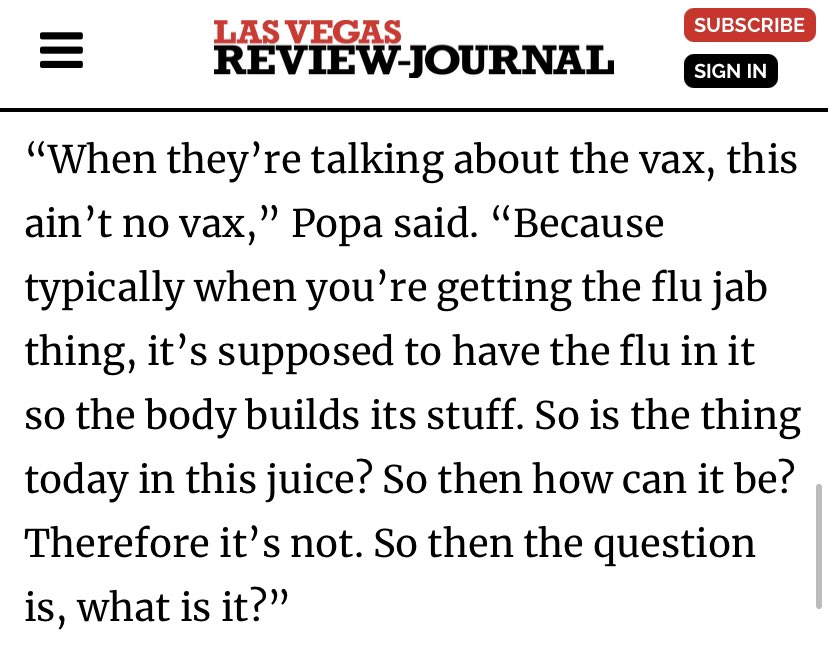 LAS VEGAS
REVIEW-JOURNAL
SUBSCRIBE
SIGN IN
“When they’re talking about the vax, this
ain’t no vax,” Popa said. “Because
typically when you’re getting the flu jab
thing, it’s supposed to have the flu in it
so the body builds its stuff. So is the thing
today in this juice? So then how can it be?
Therefore it’s not. So then the question
is, what is it?”